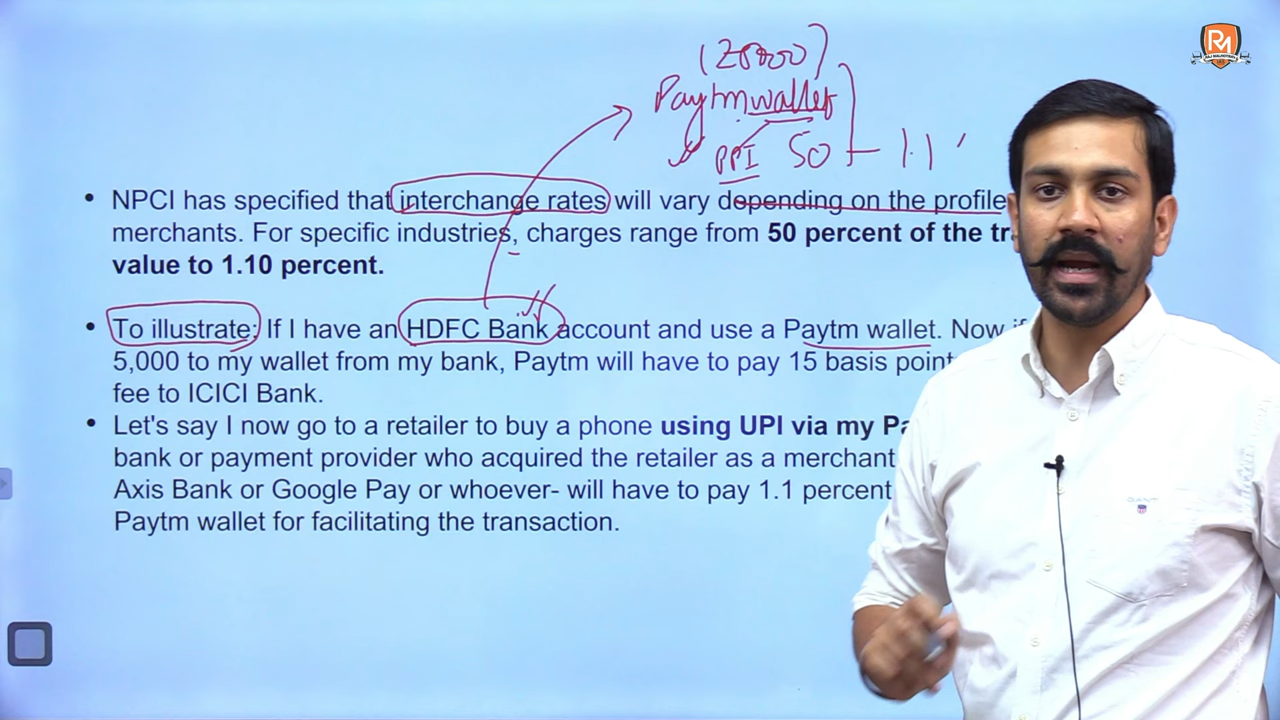 RM
(2000)
Paytm wallet
PPI 50 - 1.1
• NPCI has specified that interchange rates will vary depending on the profile
merchants. For specific industries, charges range from 50 percent of the
value to 1.10 percent.
• To illustrate: If I have an HDFC Bank account and use a Paytm wallet. Now
5,000 to my wallet from my bank, Paytm will have to pay 15 basis
fee to ICICI Bank.
• Let's say I now go to a retailer to buy a phone using UPI via my
bank or payment provider who acquired the retailer as a merchant
Axis Bank or Google Pay or whoever- will have to pay 1.1 percent
Paytm wallet for facilitating the transaction.
GANT